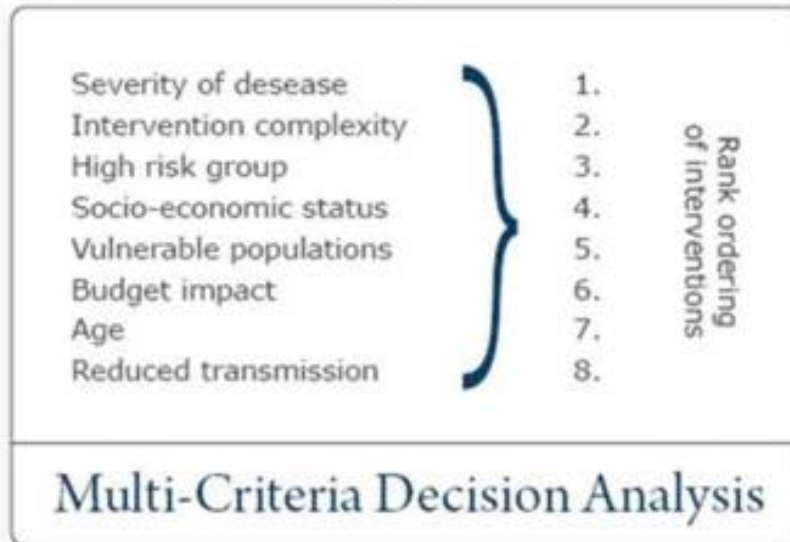 Severity of desease
Intervention complexity
High risk group
Socio-economic status
Vulnerable populations
Budget impact
Age
Reduced transmission
1.
2.
3.
4.
5.
6.
7.
8.
Rank ordering
of interventions
Multi-Criteria Decision Analysis